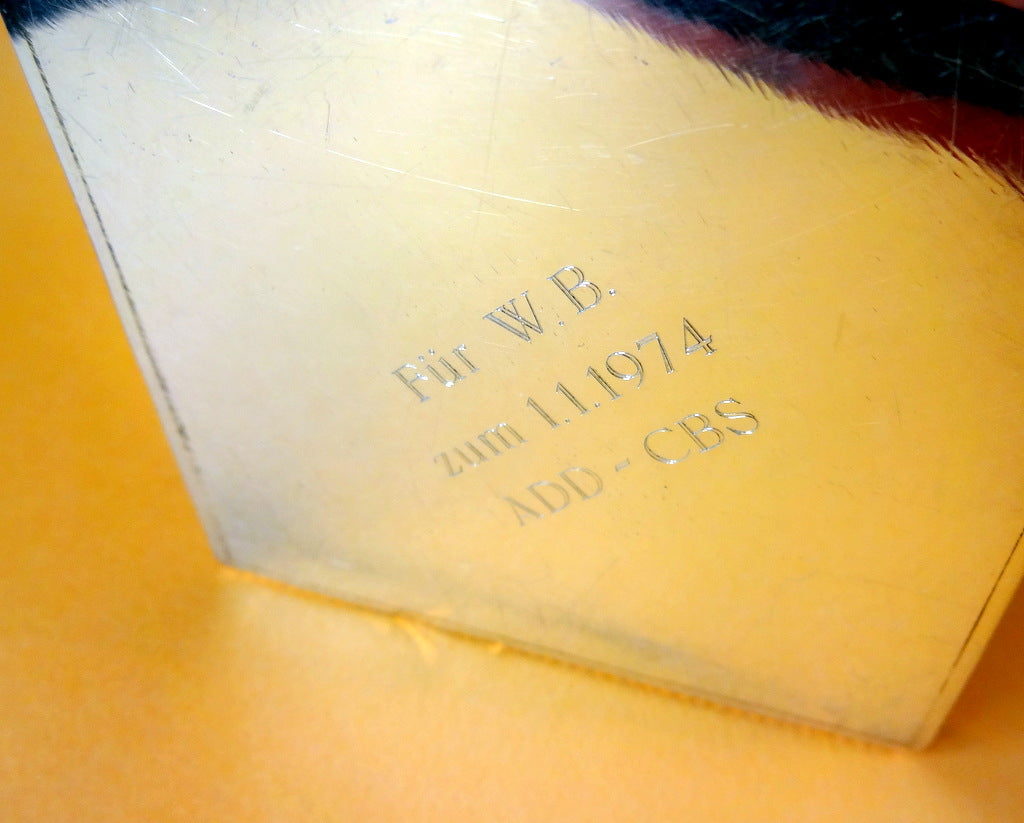 Für W.B.
zum 1.1.1974
ADD - CBS